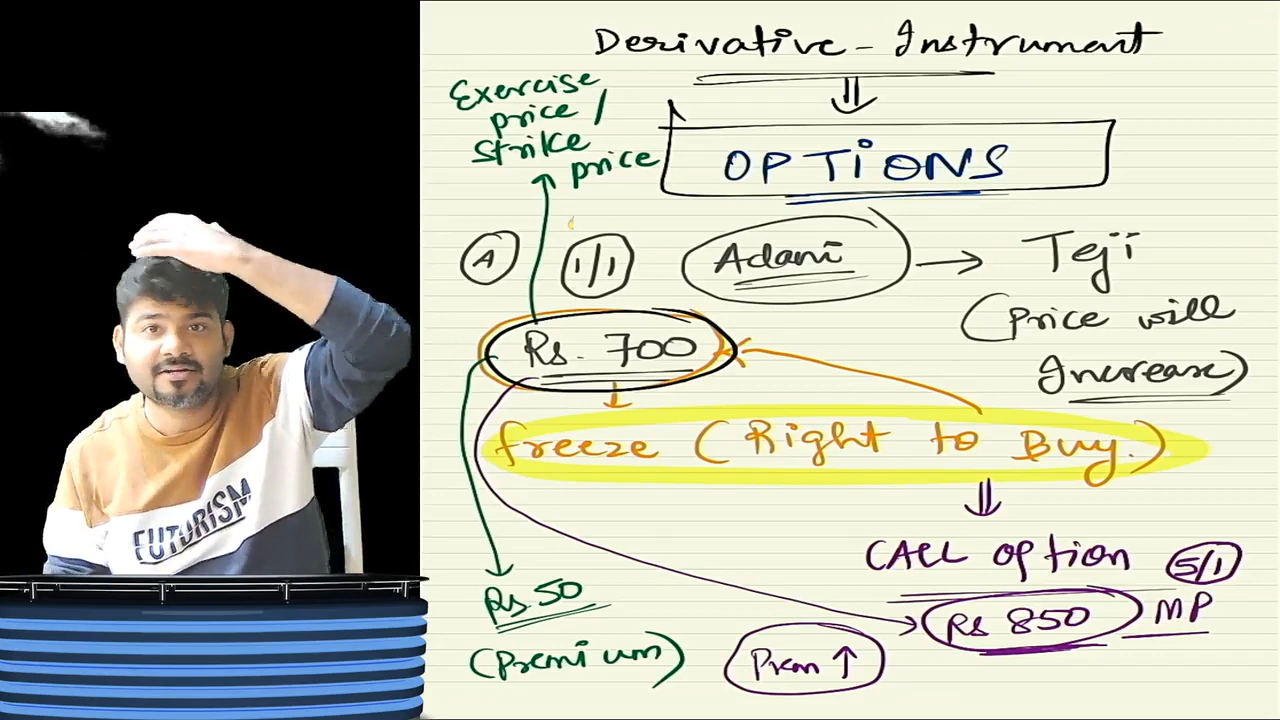 Derivative - Instrument
Exercise
price /
Strike
price
OPTIONS
A
1/1
Adani
Teji
(Price will
Increase)
Rs. 700
freeze (Right to Buy.)
CALL option
5/1
Rs 850
MP
Rs. 50
(Premium)
Prem ↑
FUTURISM